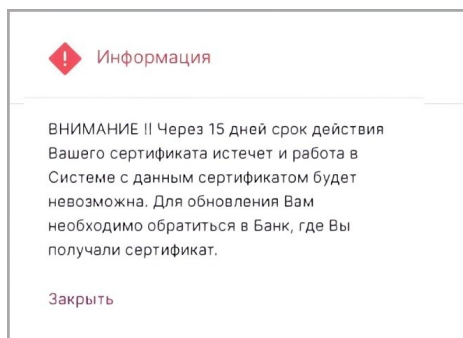 Информация
ВНИМАНИЕ !! Через 15 дней срок действия
Вашего сертификата истечет и работа в
Системе с данным сертификатом будет
невозможна. Для обновления Вам
необходимо обратиться в Банк, где Вы
получали сертификат.
Закрыть